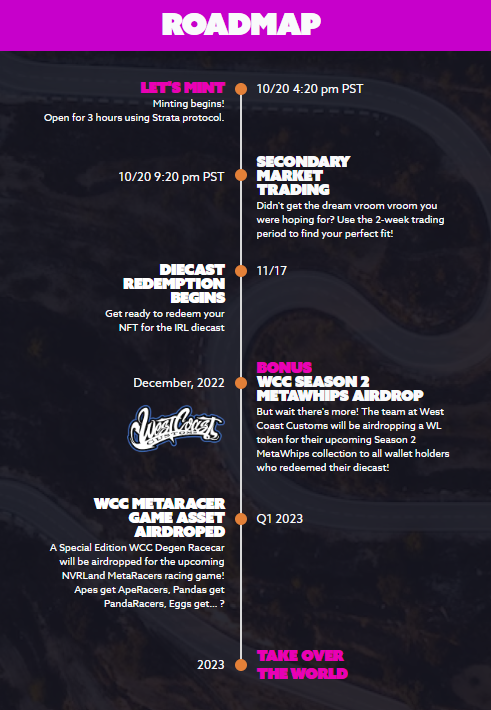 ROADMAP
LET'S MINT
10/20 4:20 pm PST
Minting begins!
Open for 3 hours using Strata protocol.
10/20 9:20 pm PST
SECONDARY
MARKET
TRADING
Didn't get the dream vroom vroom you
were hoping for? Use the 2-week trading
period to find your perfect fit!
DIECAST
REDEMPTION
BEGINS
11/17
Get ready to redeem your
NFT for the IRL diecast
December, 2022
West Coast
CUSTOMS
BONUS
WCC SEASON 2
METAWHIPS AIRDROP
But wait there's more! The team at West
Coast Customs will be airdropping a WL
token for their upcoming Season 2
MetaWhips collection to all wallet holders
who redeemed their diecast!
WCC METARACER
GAME ASSET
AIRDROPED
Q1 2023
A Special Edition WCC Degen Racecar
will be airdropped for the upcoming
NVRLand MetaRacers racing game!
Apes get ApeRacers, Pandas get
PandaRacers, Eggs get... ?
2023
TAKE OVER
THE WORLD